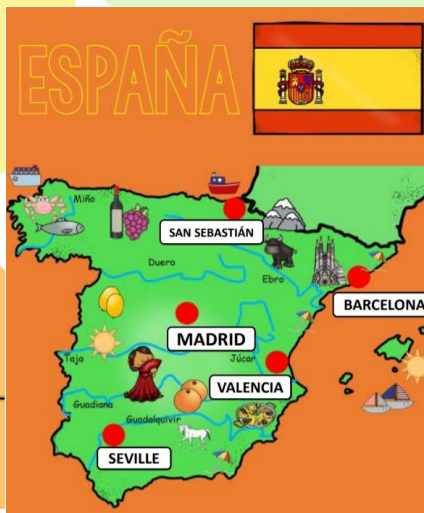 ESPAÑA
Miño
SAN SEBASTIÁN
Duero
Ebro
BARCELONA
MADRID
Tajo
Júcar
VALENCIA
Guadiana
Guadalquivir
SEVILLE